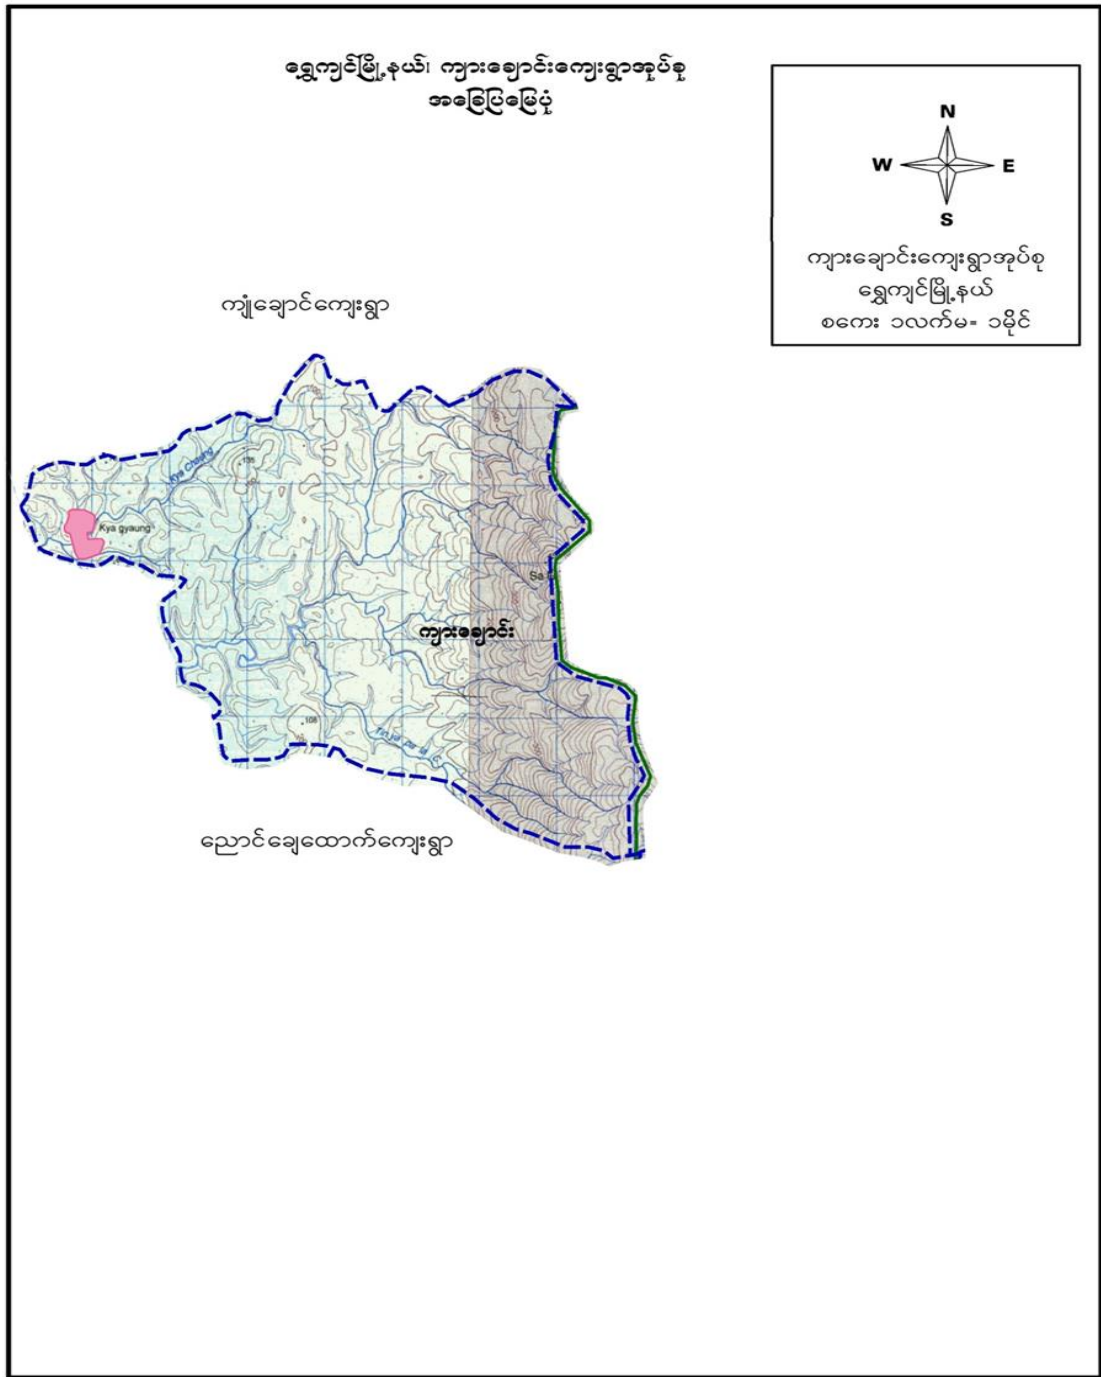 ရွှေကျင်မြို့နယ်၊ ကျားချောင်းကျေးရွာအုပ်စု
အခြေပြမြေပုံ
N
W E
S
ကျားချောင်းကျေးရွာအုပ်စု
ရွှေကျင်မြို့နယ်
စကေး ၁လက်မ= ၁မိုင်
ကျုံချောင်ကျေးရွာ
Kya Chaung
135
Kya gyaung
Sa
ကျားချောင်း
108
ညောင်ချေထောက်ကျေးရွာ